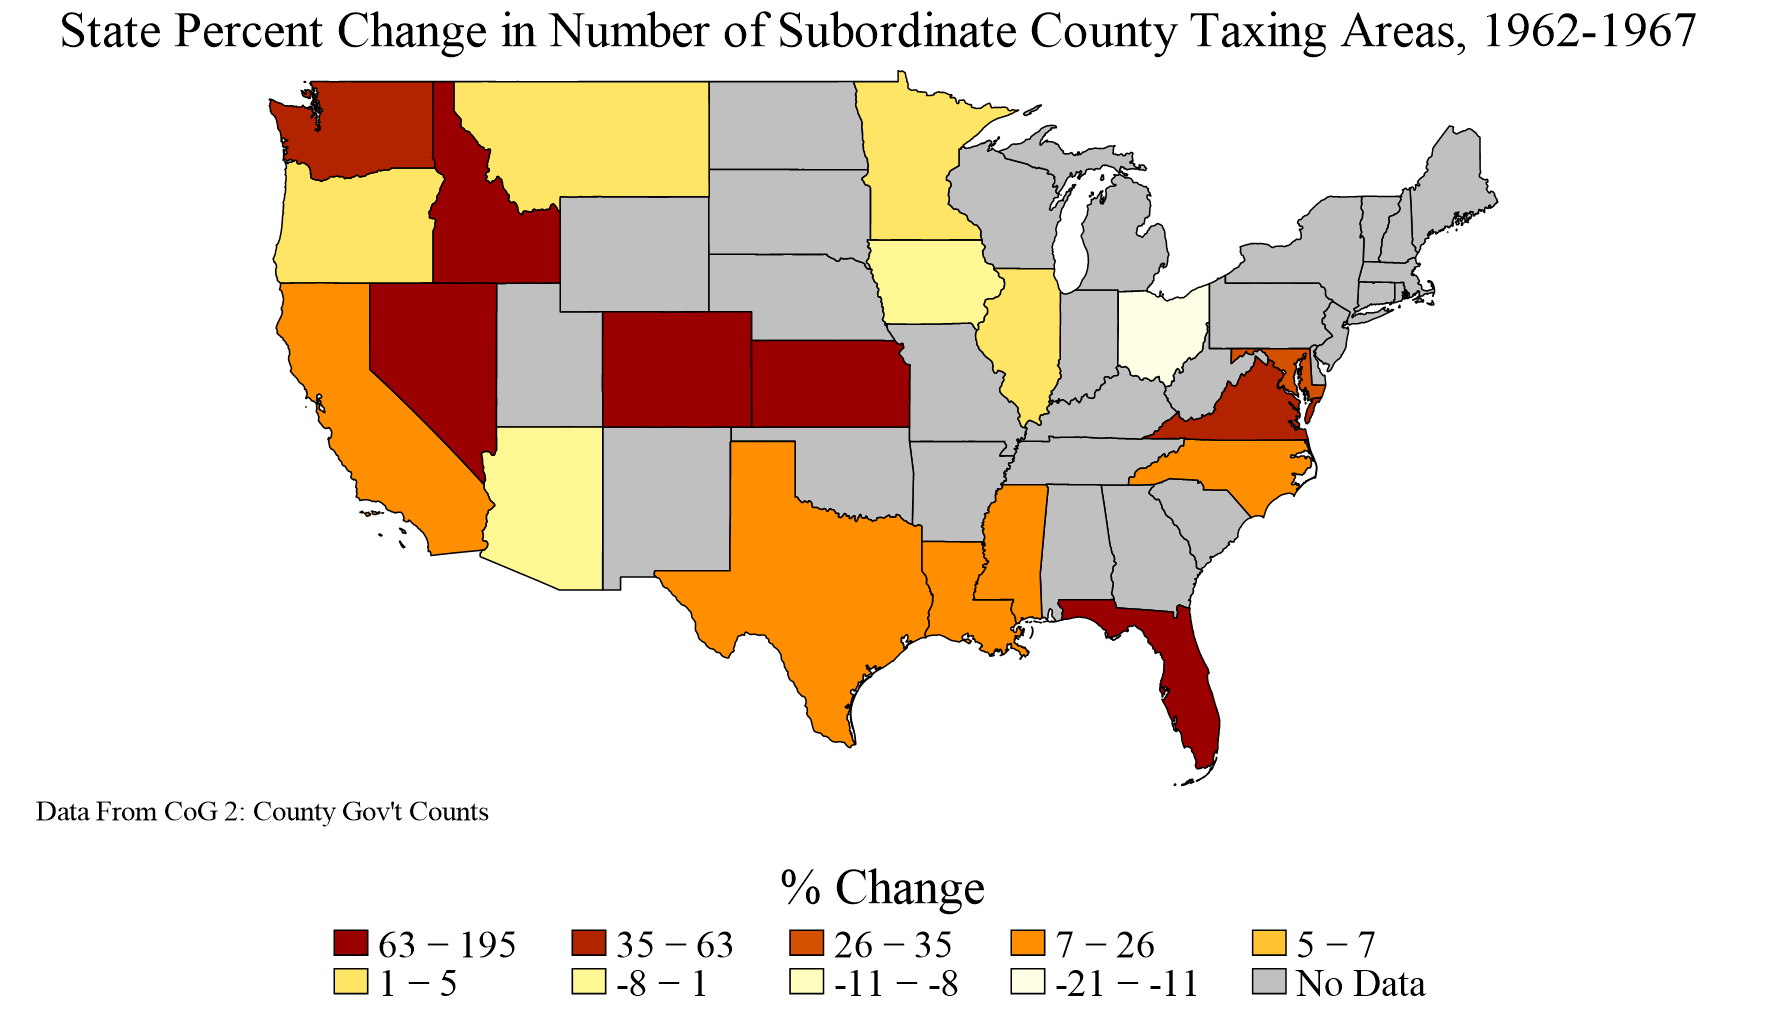 State Percent Change in Number of Subordinate County Taxing Areas, 1962-1967
Data From CoG 2: County Gov't Counts
% Change
63 − 195 35 − 63 26 − 35 7 − 26 5 − 7
1 − 5 -8 − 1 -11 − -8 -21 − -11 No Data